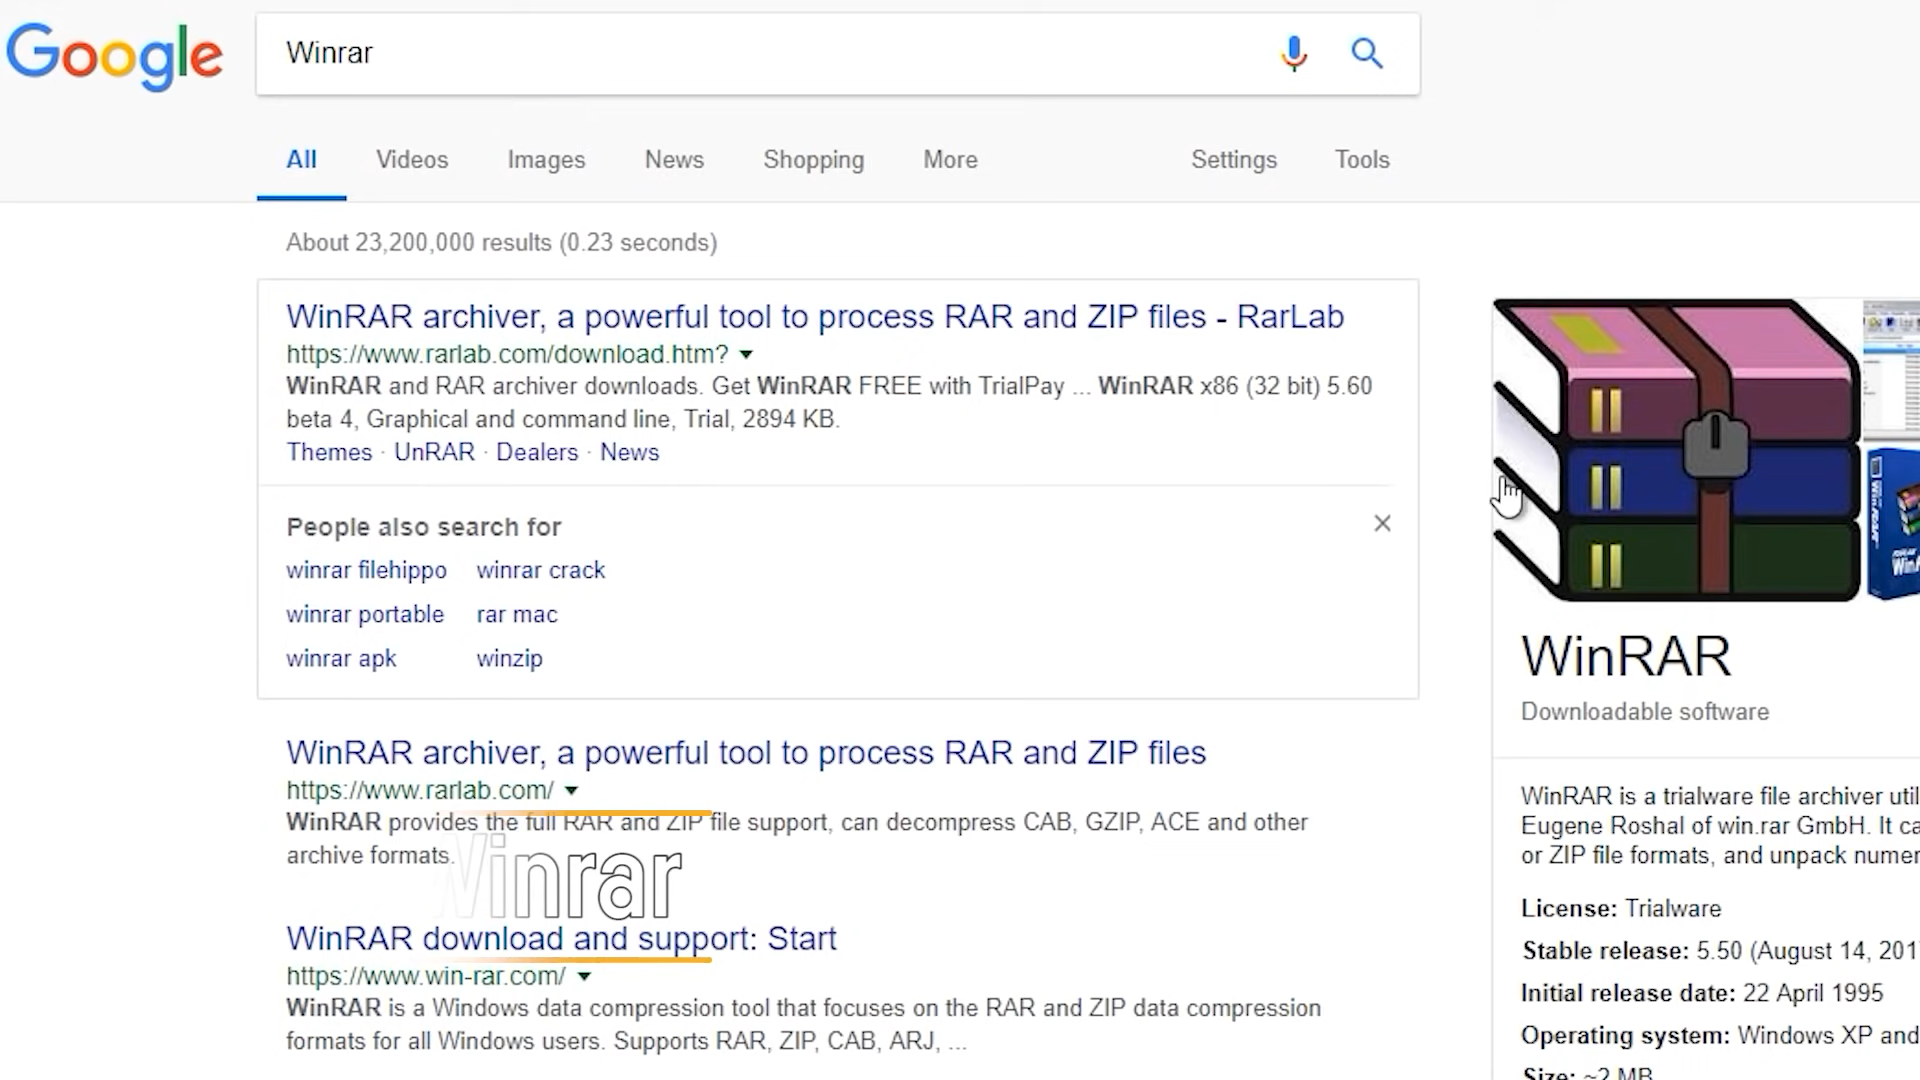 Google
Winrar
All Videos Images News Shopping More Settings Tools
About 23,200,000 results (0.23 seconds)
WinRAR archiver, a powerful tool to process RAR and ZIP files - RarLab
https://www.rarlab.com/download.htm?
WinRAR and RAR archiver downloads. Get WinRAR FREE with TrialPay ... WinRAR x86 (32 bit) 5.60
beta 4, Graphical and command line, Trial, 2894 KB.
Themes · UnRAR · Dealers · News
People also search for
winrar filehippo winrar crack
winrar portable rar mac
winrar apk winzip
WinRAR archiver, a powerful tool to process RAR and ZIP files
https://www.rarlab.com/
WinRAR provides the full RAR and ZIP file support, can decompress CAB, GZIP, ACE and other
archive formats.
Winrar
WinRAR download and support: Start
https://www.win-rar.com/
WinRAR is a Windows data compression tool that focuses on the RAR and ZIP data compression
formats for all Windows users. Supports RAR, ZIP, CAB, ARJ, ...
WinRAR
Downloadable software
WinRAR is a trialware file archiver
Eugene Roshal of win.rar GmbH. It
or ZIP file formats, and unpack
License: Trialware
Stable release: 5.50 (August 14,
Initial release date: 22 April 1995
Operating system: Windows XP and
Size: ~2 MB